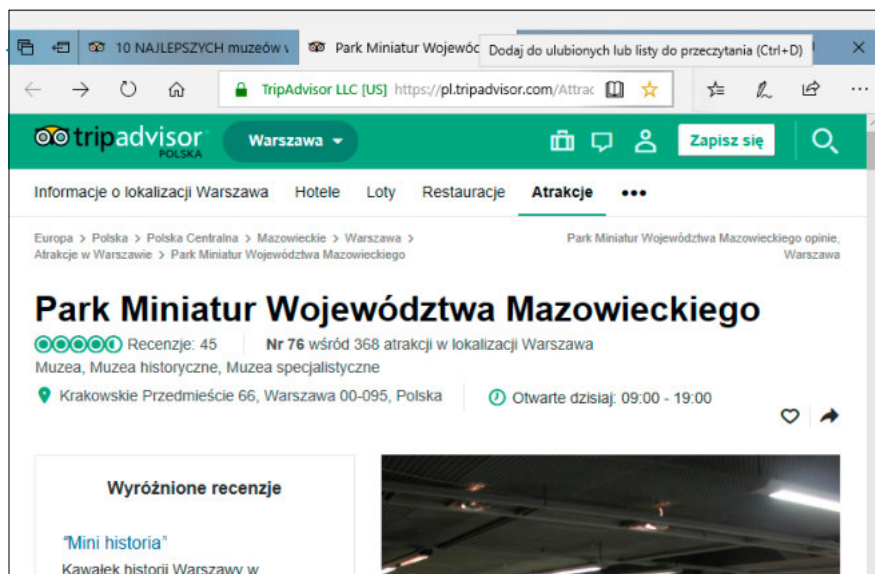 10 NAJLEPSZYCH muzeów
Park Miniatur Wojewódz
Dodaj do ulubionych lub listy do przeczytania (Ctrl+D)
TripAdvisor LLC [US] https://pl.tripadvisor.com/Attrac
tripadvisor
POLSKA
Warszawa
Zapisz się
Informacje o lokalizacji Warszawa Hotele Loty Restauracje Atrakcje •••
Europa > Polska > Polska Centralna > Mazowieckie > Warszawa >
Atrakcje w Warszawie > Park Miniatur Województwa Mazowieckiego
Park Miniatur Województwa Mazowieckiego opinie,
Warszawa
Park Miniatur Województwa Mazowieckiego
Recenzje: 45 Nr 76 wśród 368 atrakcji w lokalizacji Warszawa
Muzea, Muzea historyczne, Muzea specjalistyczne
Krakowskie Przedmieście 66, Warszawa 00-095, Polska
Otwarte dzisiaj: 09:00 - 19:00
Wyróżnione recenzje
"Mini historia"
Kawałek historii Warszawy w